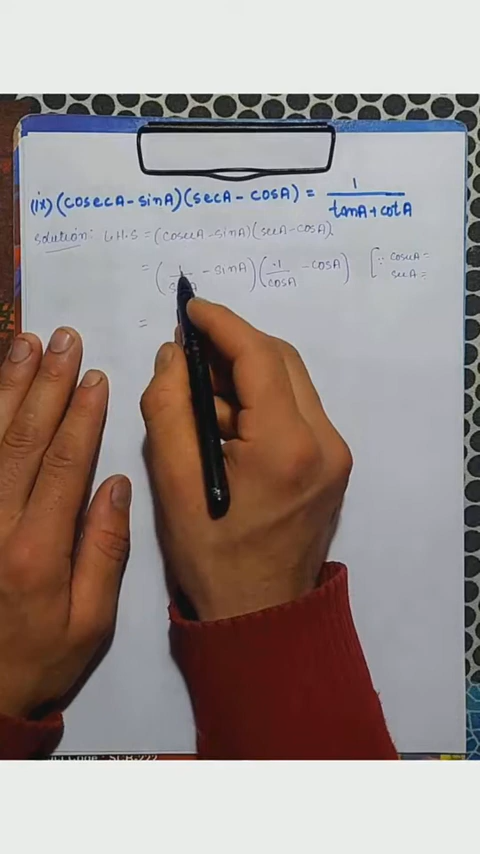 (ix) (cosecA - sinA)(secA - cosA) = 1/(tanA + cotA)
Solution: L.H.S = (cosecA - sinA)(secA - cosA).
= (1/sinA - sinA)(1/cosA - cosA) [∵ cosecA =
secA =
=